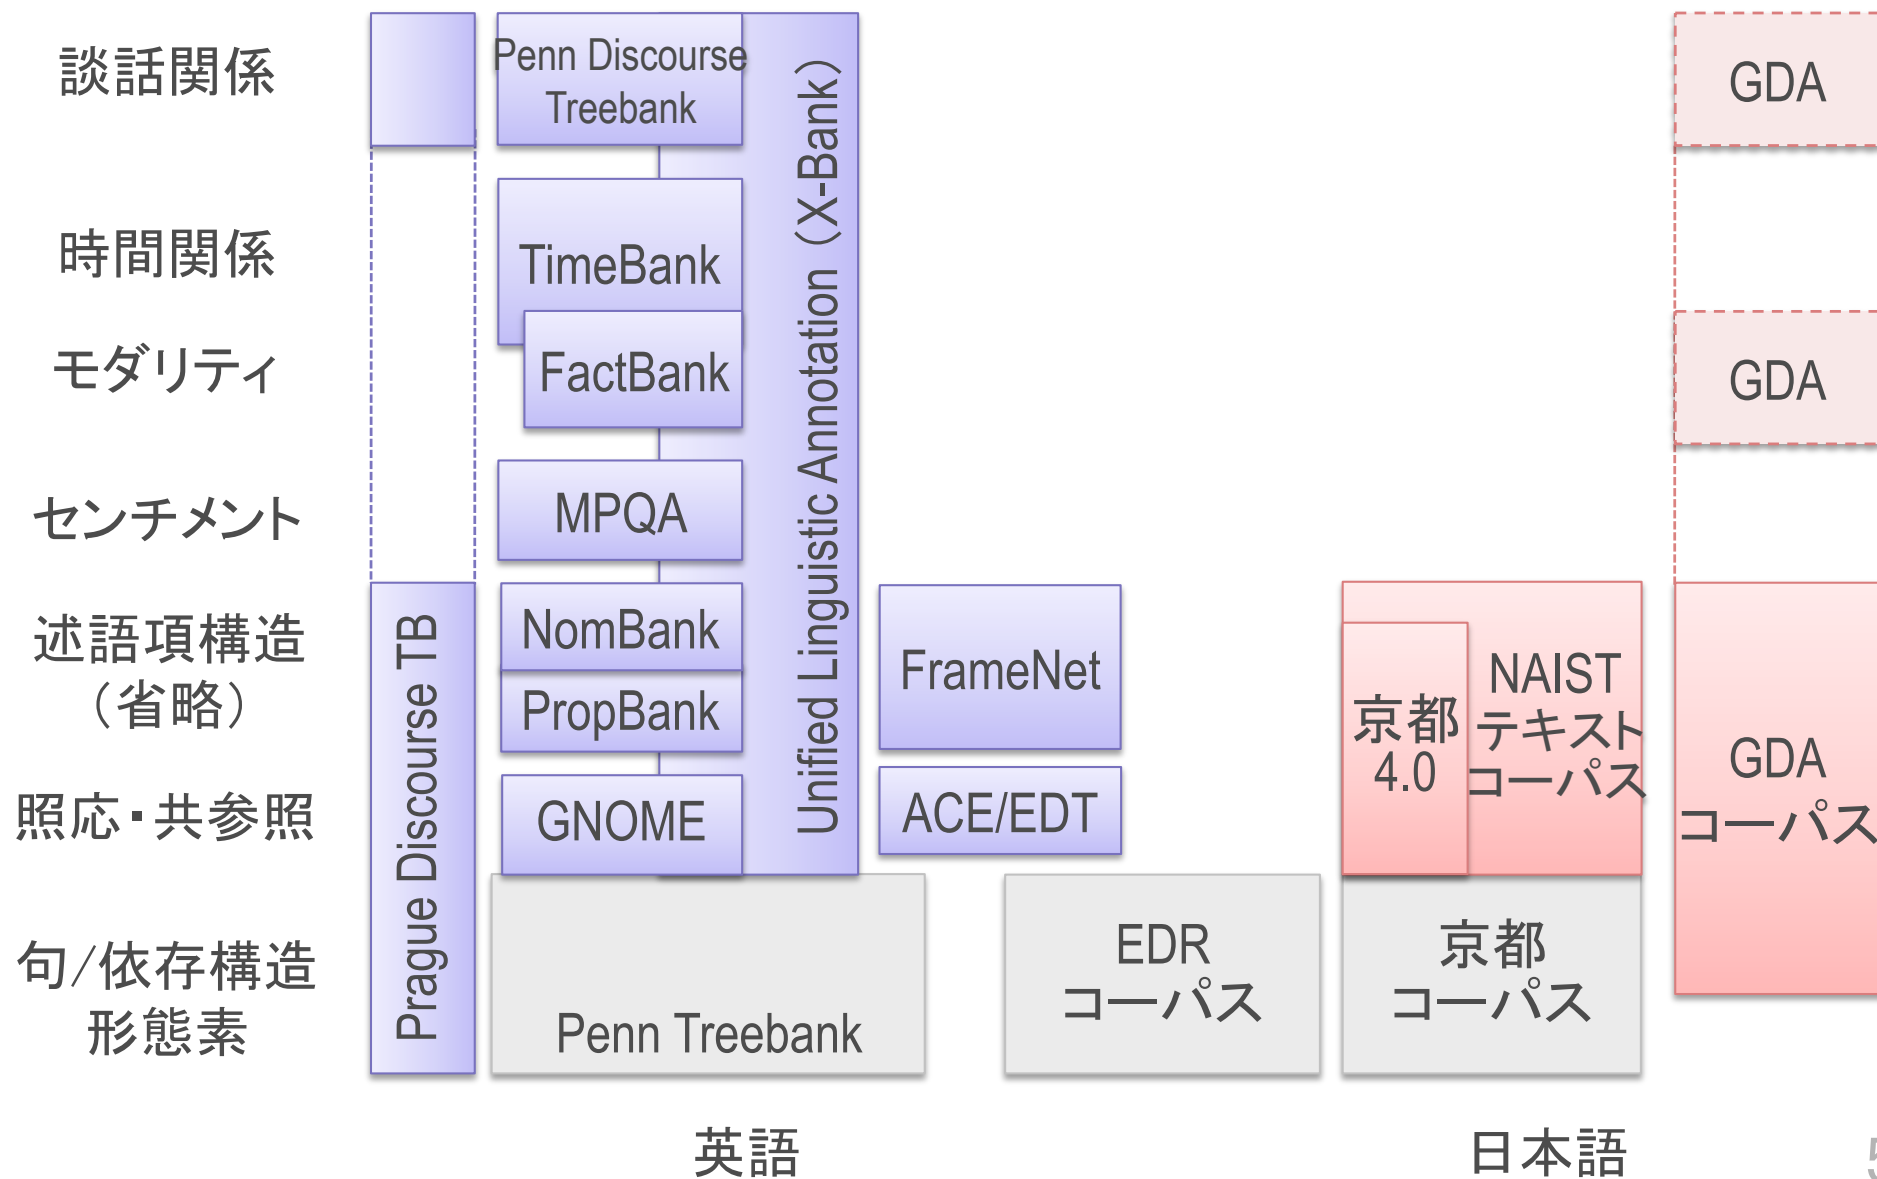 談話関係
時間関係
モダリティ
センチメント
述語項構造
（省略）
照応・共参照
句/依存構造
形態素
Prague Discourse TB
Penn Discourse
Treebank
TimeBank
FactBank
MPQA
NomBank
PropBank
GNOME
Unified Linguistic Annotation（X-Bank）
Penn Treebank
FrameNet
ACE/EDT
EDR
コーパス
京都
4.0
NAIST
テキスト
コーパス
京都
コーパス
GDA
GDA
GDA
コーパス
英語
日本語